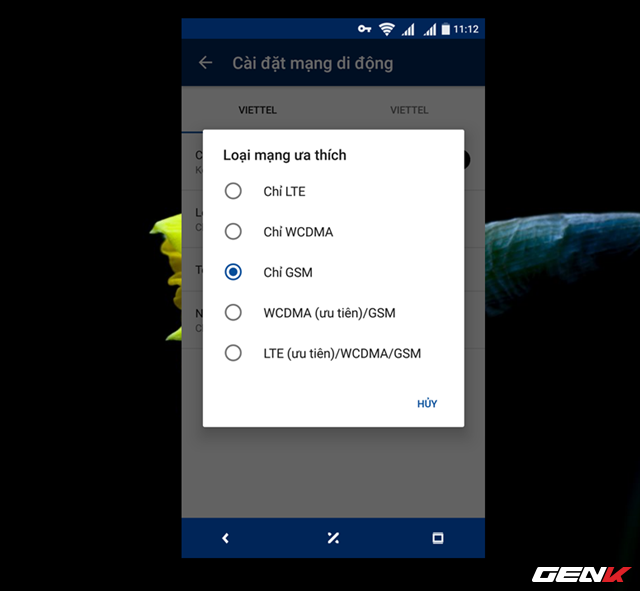 11:12
Cài đặt mạng di động
VIETTEL VIETTEL
Loại mạng ưa thích
Chỉ LTE
Chỉ WCDMA
Chỉ GSM
WCDMA (ưu tiên)/GSM
LTE (ưu tiên)/WCDMA/GSM
HỦY
GENK